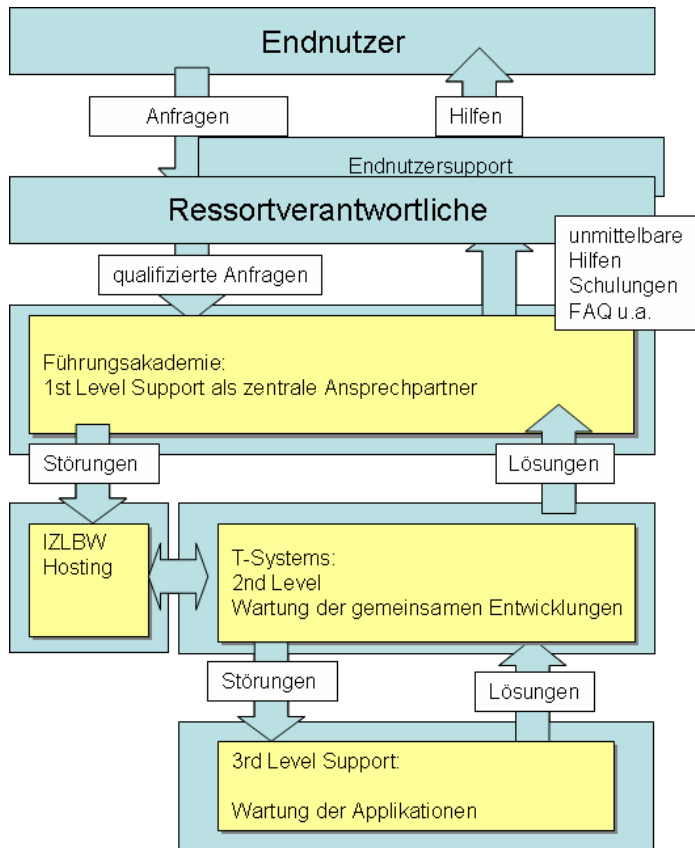 Endnutzer
Anfragen
Hilfen
Endnutzersupport
Ressortverantwortliche
unmittelbare
Hilfen
Schulungen
FAQ u.a.
qualifizierte Anfragen
Führungsakademie:
1st Level Support als zentrale Ansprechpartner
Störungen
Lösungen
IZLBW
Hosting
T-Systems:
2nd Level
Wartung der gemeinsamen Entwicklungen
Störungen
Lösungen
3rd Level Support:
Wartung der Applikationen